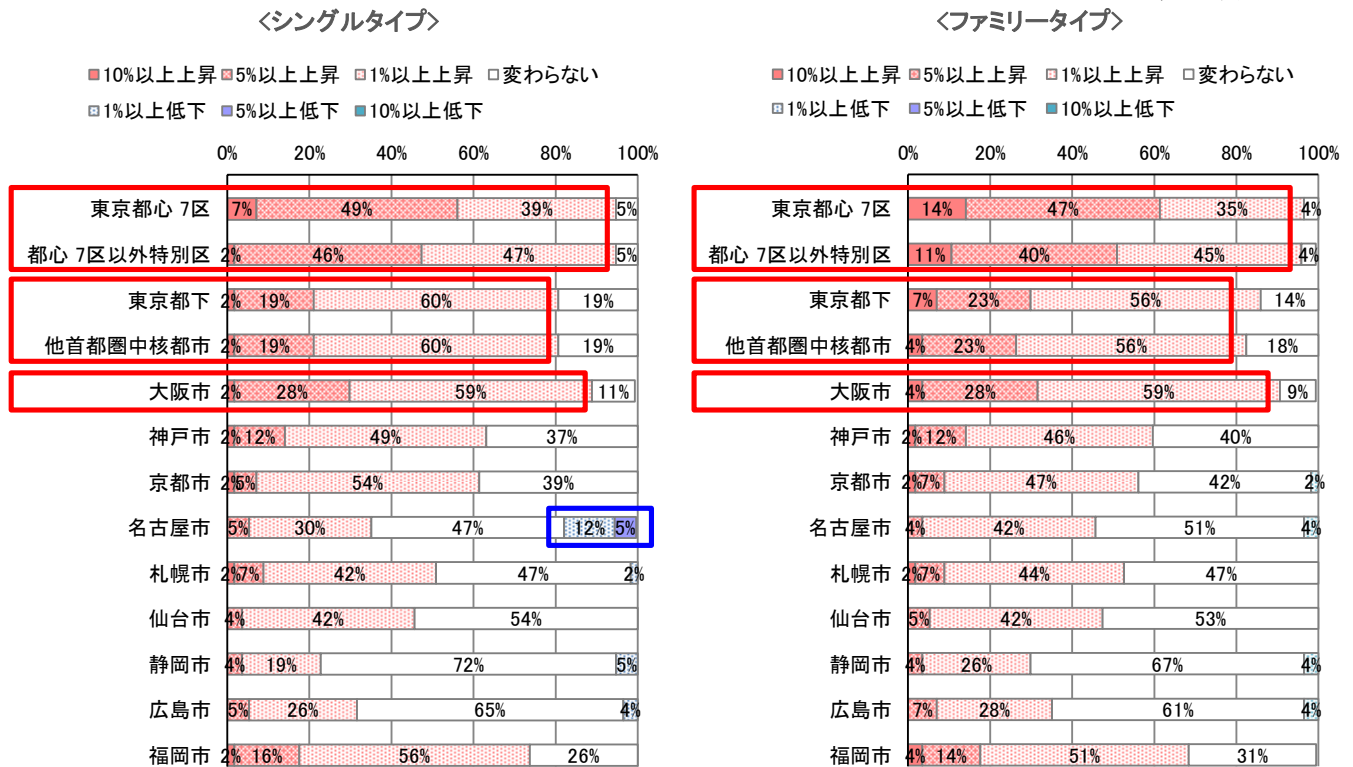 <シングルタイプ>
10%以上上昇 5%以上上昇 1%以上上昇 変わらない
1%以上低下 5%以上低下 10%以上低下
0% 20% 40% 60% 80% 100%
東京都心 7区 7% 49% 39% 5%
都心 7区以外特別区 2% 46% 47% 5%
東京都下 2% 19% 60% 19%
他首都圏中核都市 2% 19% 60% 19%
大阪市 2% 28% 59% 11%
神戸市 2% 12% 49% 37%
京都市 2% 5% 54% 39%
名古屋市 5% 30% 47% 12% 5%
札幌市 2% 7% 42% 47% 2%
仙台市 4% 42% 54%
静岡市 4% 19% 72% 5%
広島市 5% 26% 65% 4%
福岡市 2% 16% 56% 26%
<ファミリータイプ>
10%以上上昇 5%以上上昇 1%以上上昇 変わらない
1%以上低下 5%以上低下 10%以上低下
0% 20% 40% 60% 80% 100%
東京都心 7区 14% 47% 35% 4%
都心 7区以外特別区 11% 40% 45% 4%
東京都下 7% 23% 56% 14%
他首都圏中核都市 4% 23% 56% 18%
大阪市 4% 28% 59% 9%
神戸市 2% 12% 46% 40%
京都市 2% 7% 47% 42% 2%
名古屋市 4% 42% 51% 4%
札幌市 2% 7% 44% 47%
仙台市 5% 42% 53%
静岡市 4% 26% 67% 4%
広島市 7% 28% 61% 4%
福岡市 4% 14% 51% 31%